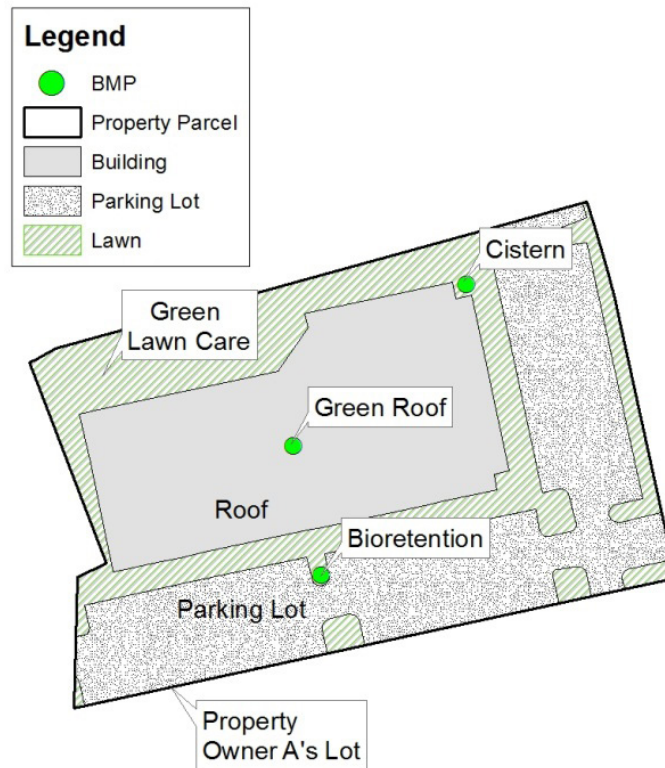 Legend
BMP
Property Parcel
Building
Parking Lot
Lawn
Cistern
Green
Lawn Care
Green Roof
Roof
Bioretention
Parking Lot
Property
Owner A's Lot